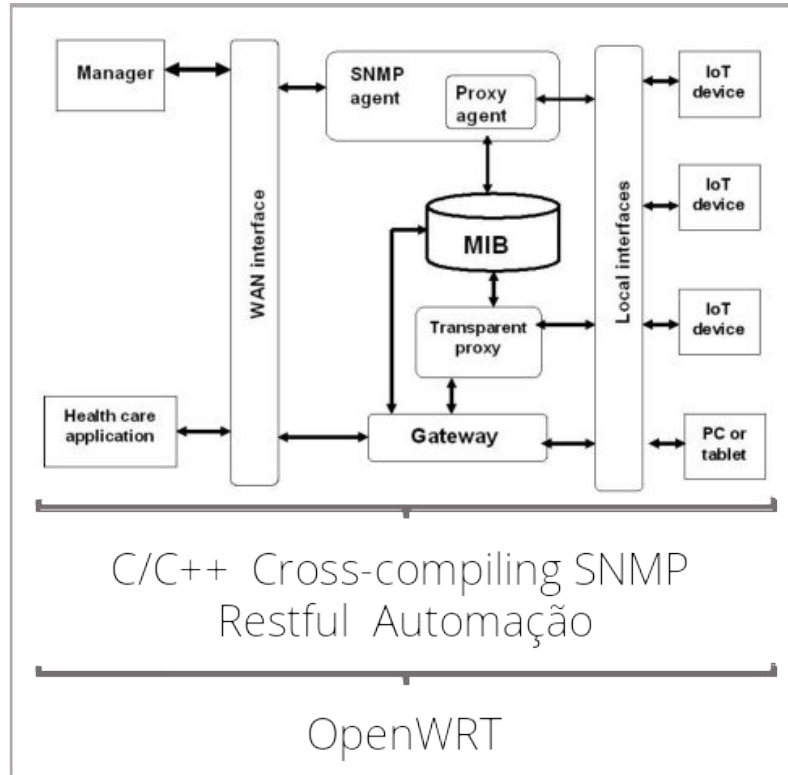 Manager
WAN interface
SNMP
agent
Proxy
agent
MIB
Transparent
proxy
Gateway
Health care
application
Local interfaces
IoT
device
IoT
device
IoT
device
PC or
tablet
C/C++ Cross-compiling SNMP
Restful Automação
OpenWRT